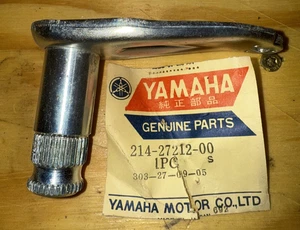 YAMAHA
純正部品
GENUINE PARTS
214-27212-00
1PC S
303-27-09-05
YAMAHA MOTOR CO.,LTD